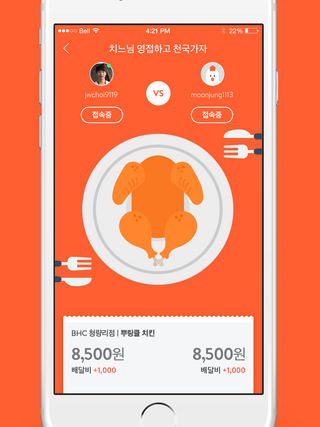 Bell
4:21 PM
22%
치느님 영접하고 천국가자
jwchoi9119
VS
moonjung1113
접속중
접속중
BHC 청량리점 | 뿌링클 치킨
8,500원
8,500원
배달비 +1,000
배달비 +1,000